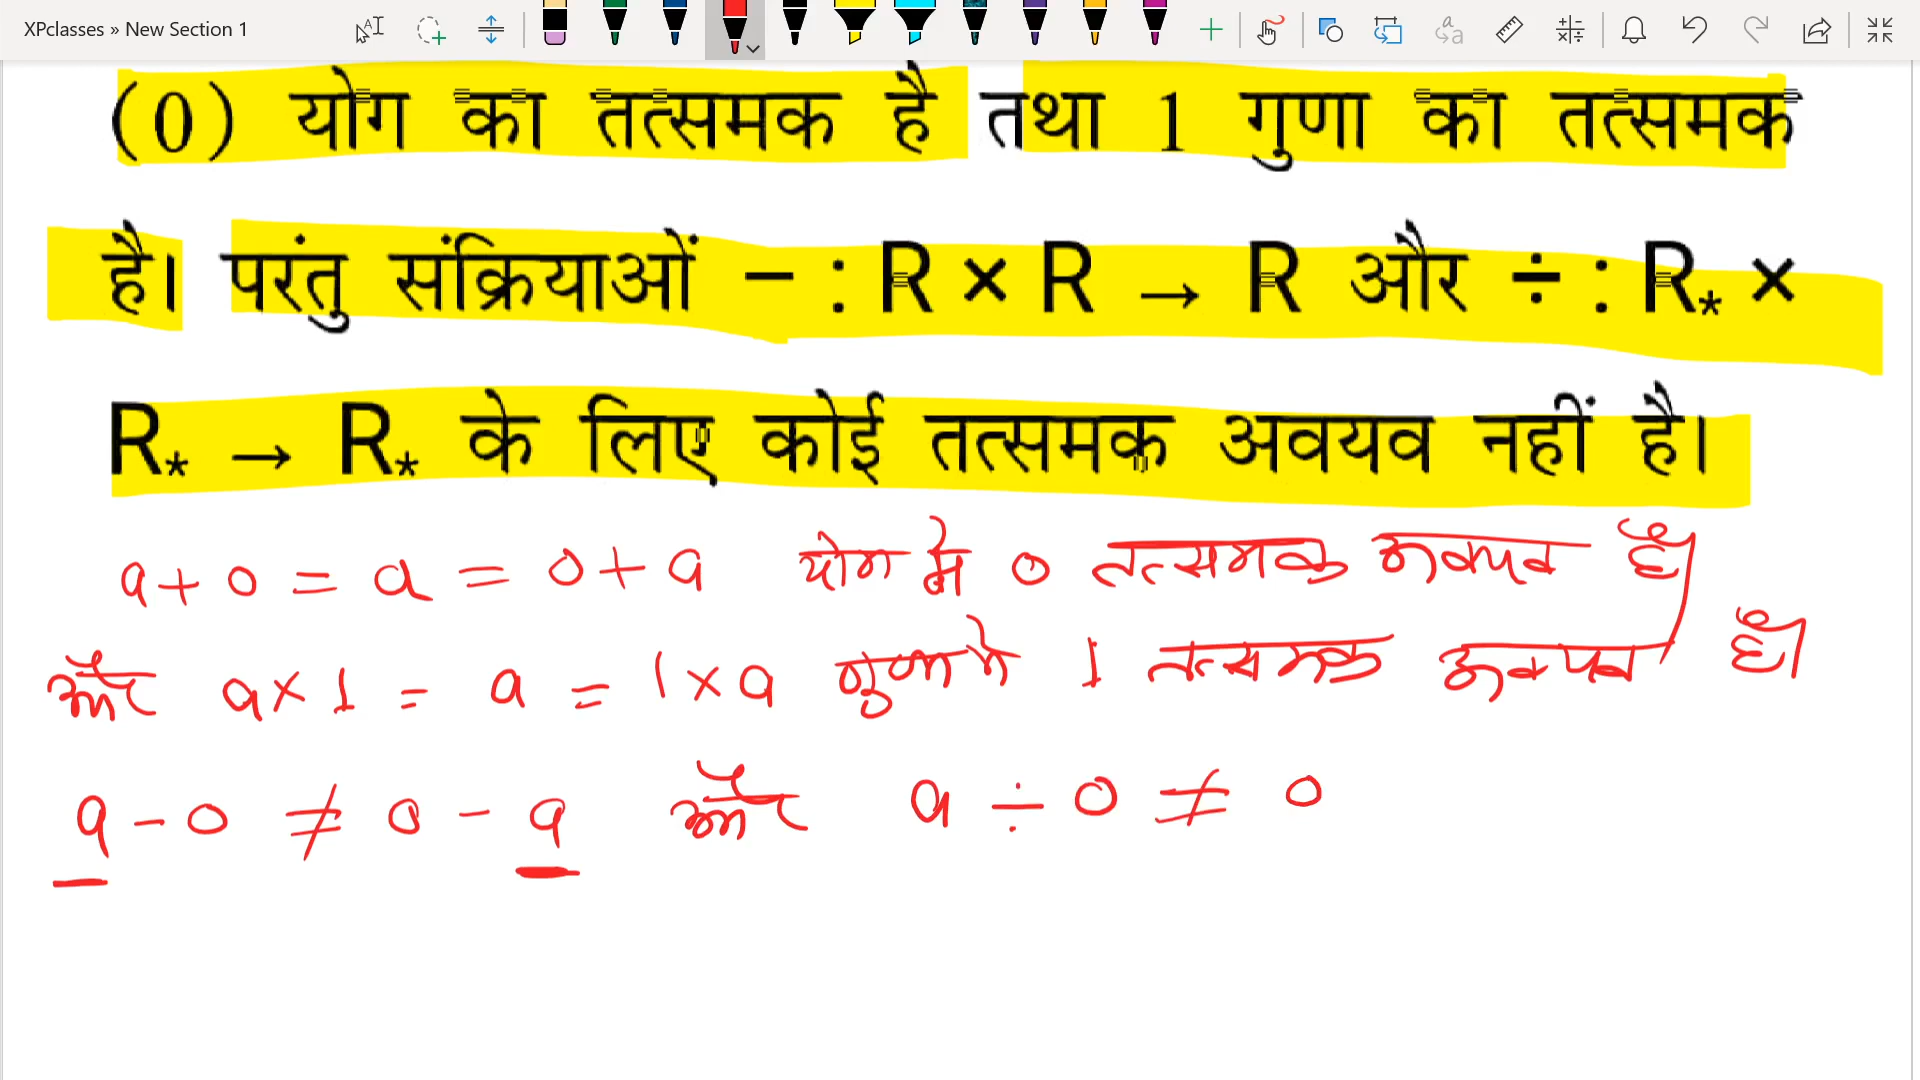 XPclasses » New Section 1
(0) योग का तत्समक है तथा 1 गुणा का तत्समक
है। परंतु संक्रियाओं − : R × R → R और ÷ : R* ×
R* → R* के लिए कोई तत्समक अवयव नहीं है।
a + 0 = a = 0 + a योग में 0 तत्समक अवयव है।
और a × 1 = a = 1 × a गुणा में 1 तत्समक अवयव है।
a − 0 ≠ 0 − a और a ÷ 0 ≠ 0